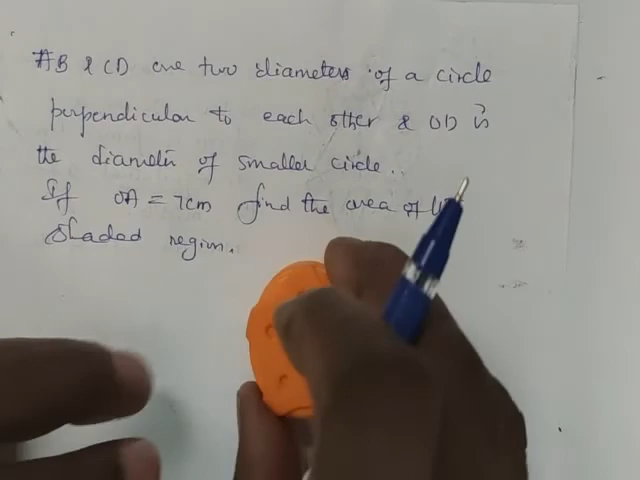 AB & CD are two diameters of a circle
perpendicular to each other & OD is
the diameter of smaller circle.
If OA = 7cm find the area of
shaded region.